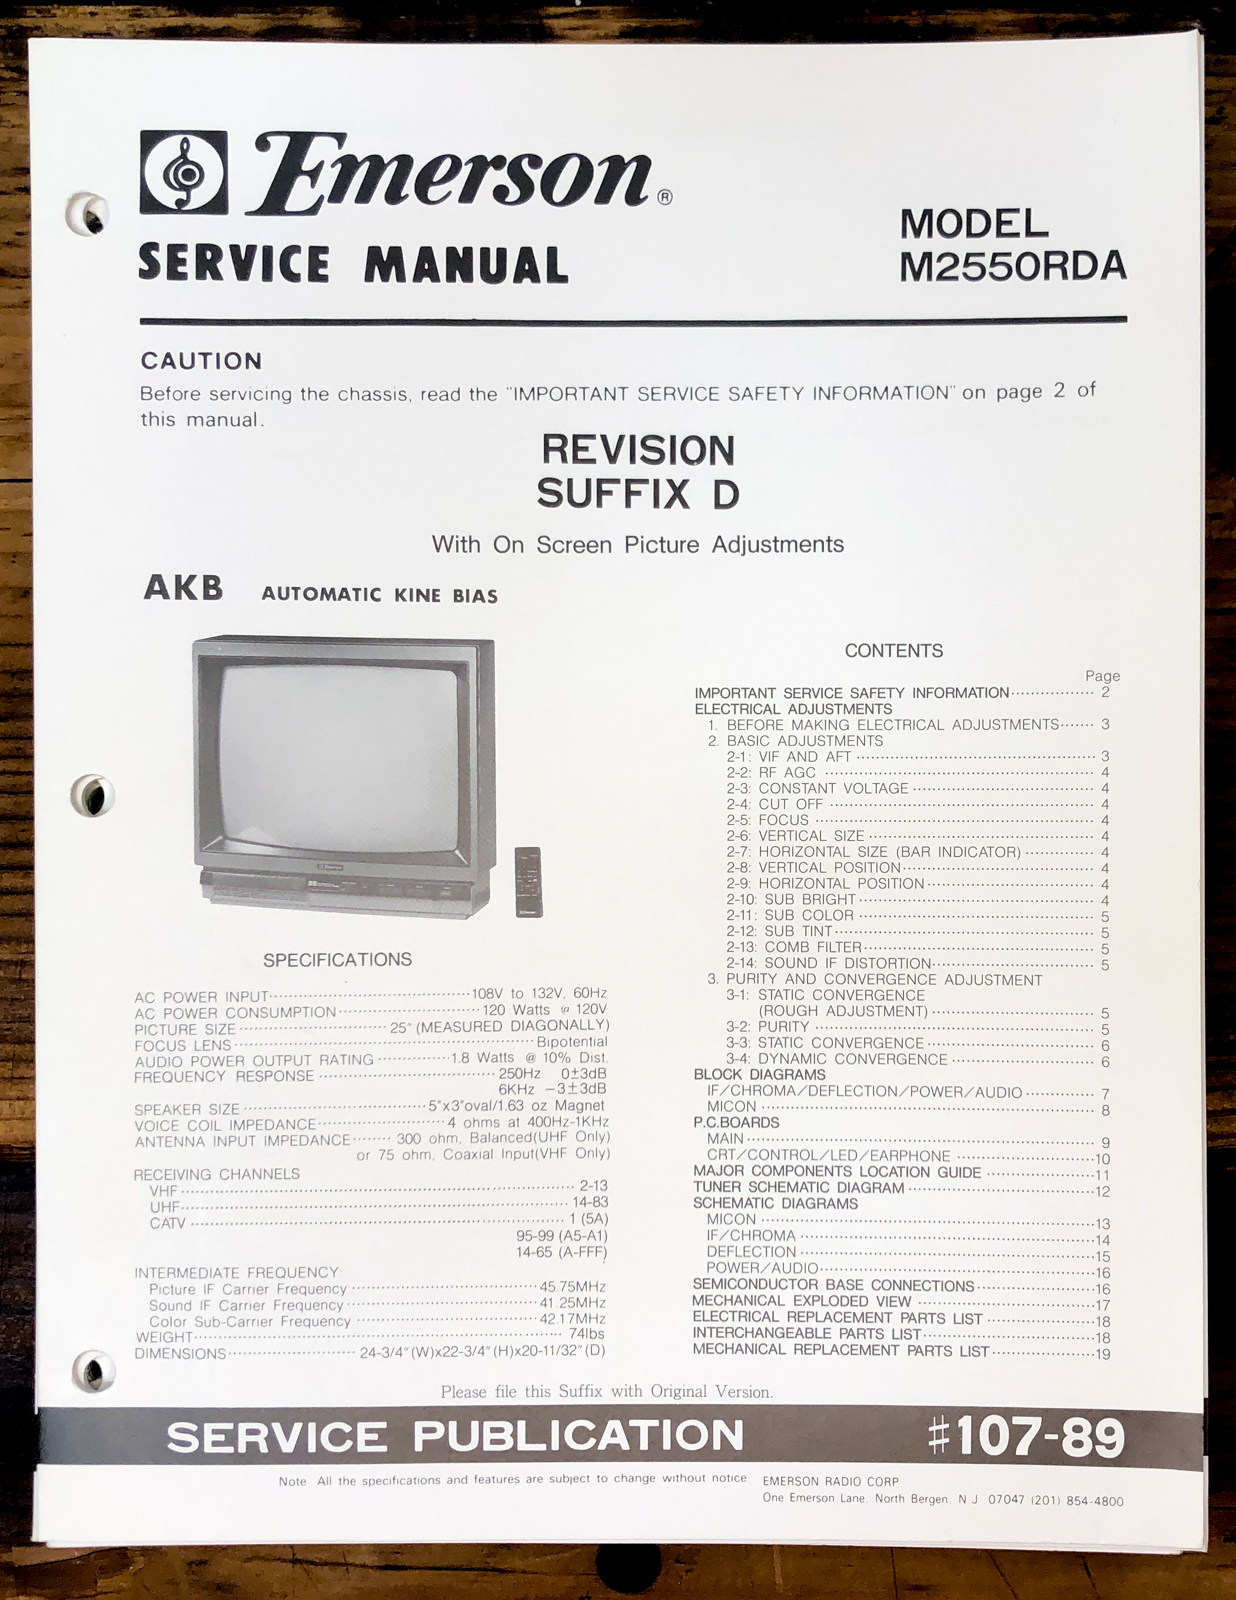 Emerson®
SERVICE MANUAL
MODEL
M2550RDA
CAUTION
Before servicing the chassis, read the "IMPORTANT SERVICE SAFETY INFORMATION" on page 2 of
this manual.
REVISION
SUFFIX D
With On Screen Picture Adjustments
AKB AUTOMATIC KINE BIAS
Emerson
SPECIFICATIONS
AC POWER INPUT 108V to 132V, 60Hz
AC POWER CONSUMPTION 120 Watts @ 120V
PICTURE SIZE 25" (MEASURED DIAGONALLY)
FOCUS LENS Bipotential
AUDIO POWER OUTPUT RATING 1.8 Watts @ 10% Dist.
FREQUENCY RESPONSE 250Hz 0±3dB
6KHz −3±3dB
SPEAKER SIZE 5"x3"oval/1.63 oz Magnet
VOICE COIL IMPEDANCE 4 ohms at 400Hz-1KHz
ANTENNA INPUT IMPEDANCE 300 ohm, Balanced(UHF Only)
or 75 ohm, Coaxial Input(VHF Only)
RECEIVING CHANNELS
VHF 2-13
UHF 14-83
CATV 1 (5A)
95-99 (A5-A1)
14-65 (A-FFF)
INTERMEDIATE FREQUENCY:
Picture IF Carrier Frequency 45.75MHz
Sound IF Carrier Frequency 41.25MHz
Color Sub-Carrier Frequency 42.17MHz
WEIGHT 74lbs
DIMENSIONS 24-3/4" (W)x22-3/4" (H)x20-11/32" (D)
CONTENTS
Page
IMPORTANT SERVICE SAFETY INFORMATION 2
ELECTRICAL ADJUSTMENTS
1. BEFORE MAKING ELECTRICAL ADJUSTMENTS 3
2. BASIC ADJUSTMENTS
2-1: VIF AND AFT 3
2-2: RF AGC 4
2-3: CONSTANT VOLTAGE 4
2-4: CUT OFF 4
2-5: FOCUS 4
2-6: VERTICAL SIZE 4
2-7: HORIZONTAL SIZE (BAR INDICATOR) 4
2-8: VERTICAL POSITION 4
2-9: HORIZONTAL POSITION 4
2-10: SUB BRIGHT 4
2-11: SUB COLOR 5
2-12: SUB TINT 5
2-13: COMB FILTER 5
2-14: SOUND IF DISTORTION 5
3. PURITY AND CONVERGENCE ADJUSTMENT
3-1: STATIC CONVERGENCE
(ROUGH ADJUSTMENT) 5
3-2: PURITY 5
3-3: STATIC CONVERGENCE 6
3-4: DYNAMIC CONVERGENCE 6
BLOCK DIAGRAMS
IF/CHROMA/DEFLECTION/POWER/AUDIO 7
MICON 8
P.C.BOARDS
MAIN 9
CRT/CONTROL/LED/EARPHONE 10
MAJOR COMPONENTS LOCATION GUIDE 11
TUNER SCHEMATIC DIAGRAM 12
SCHEMATIC DIAGRAMS
MICON 13
IF/CHROMA 14
DEFLECTION 15
POWER/AUDIO 16
SEMICONDUCTOR BASE CONNECTIONS 16
MECHANICAL EXPLODED VIEW 17
ELECTRICAL REPLACEMENT PARTS LIST 18
INTERCHANGEABLE PARTS LIST 18
MECHANICAL REPLACEMENT PARTS LIST 19
Please file this Suffix with Original Version.
SERVICE PUBLICATION #107-89
Note All the specifications and features are subject to change without notice
EMERSON RADIO CORP
One Emerson Lane, North Bergen N J 07047 (201) 854-4800